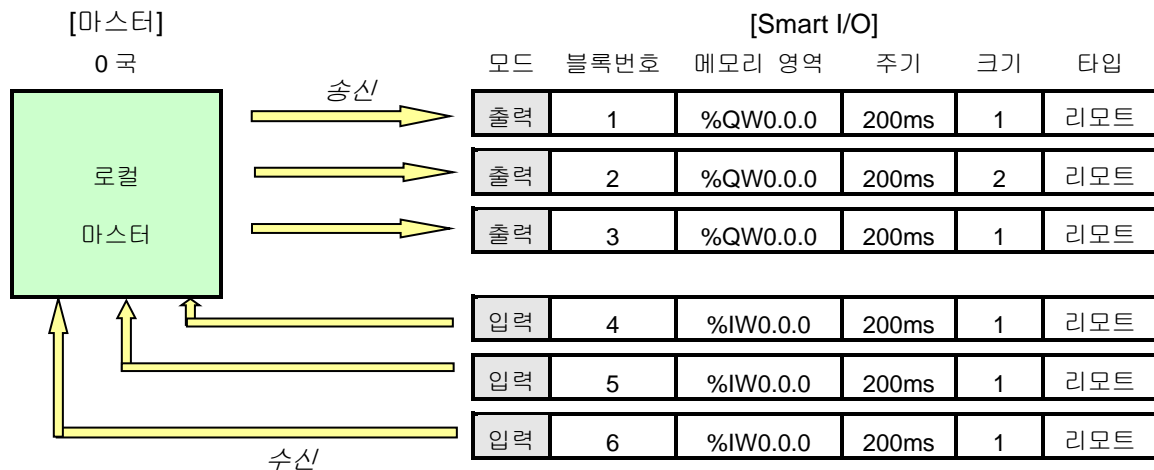 [마스터] [Smart I/O]
0 국 모드 블록번호 메모리 영역 주기 크기 타입
송신
출력 1 %QW0.0.0 200ms 1 리모트
로컬
마스터
출력 2 %QW0.0.0 200ms 2 리모트
출력 3 %QW0.0.0 200ms 1 리모트
입력 4 %IW0.0.0 200ms 1 리모트
입력 5 %IW0.0.0 200ms 1 리모트
입력 6 %IW0.0.0 200ms 1 리모트
수신